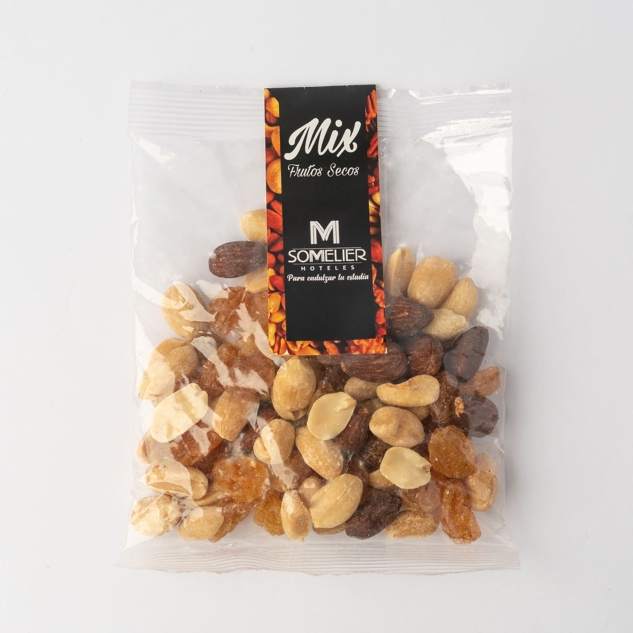 Mix
Frutos Secos
M
SOMELIER
HOTELES
Para endulzar tu estadía